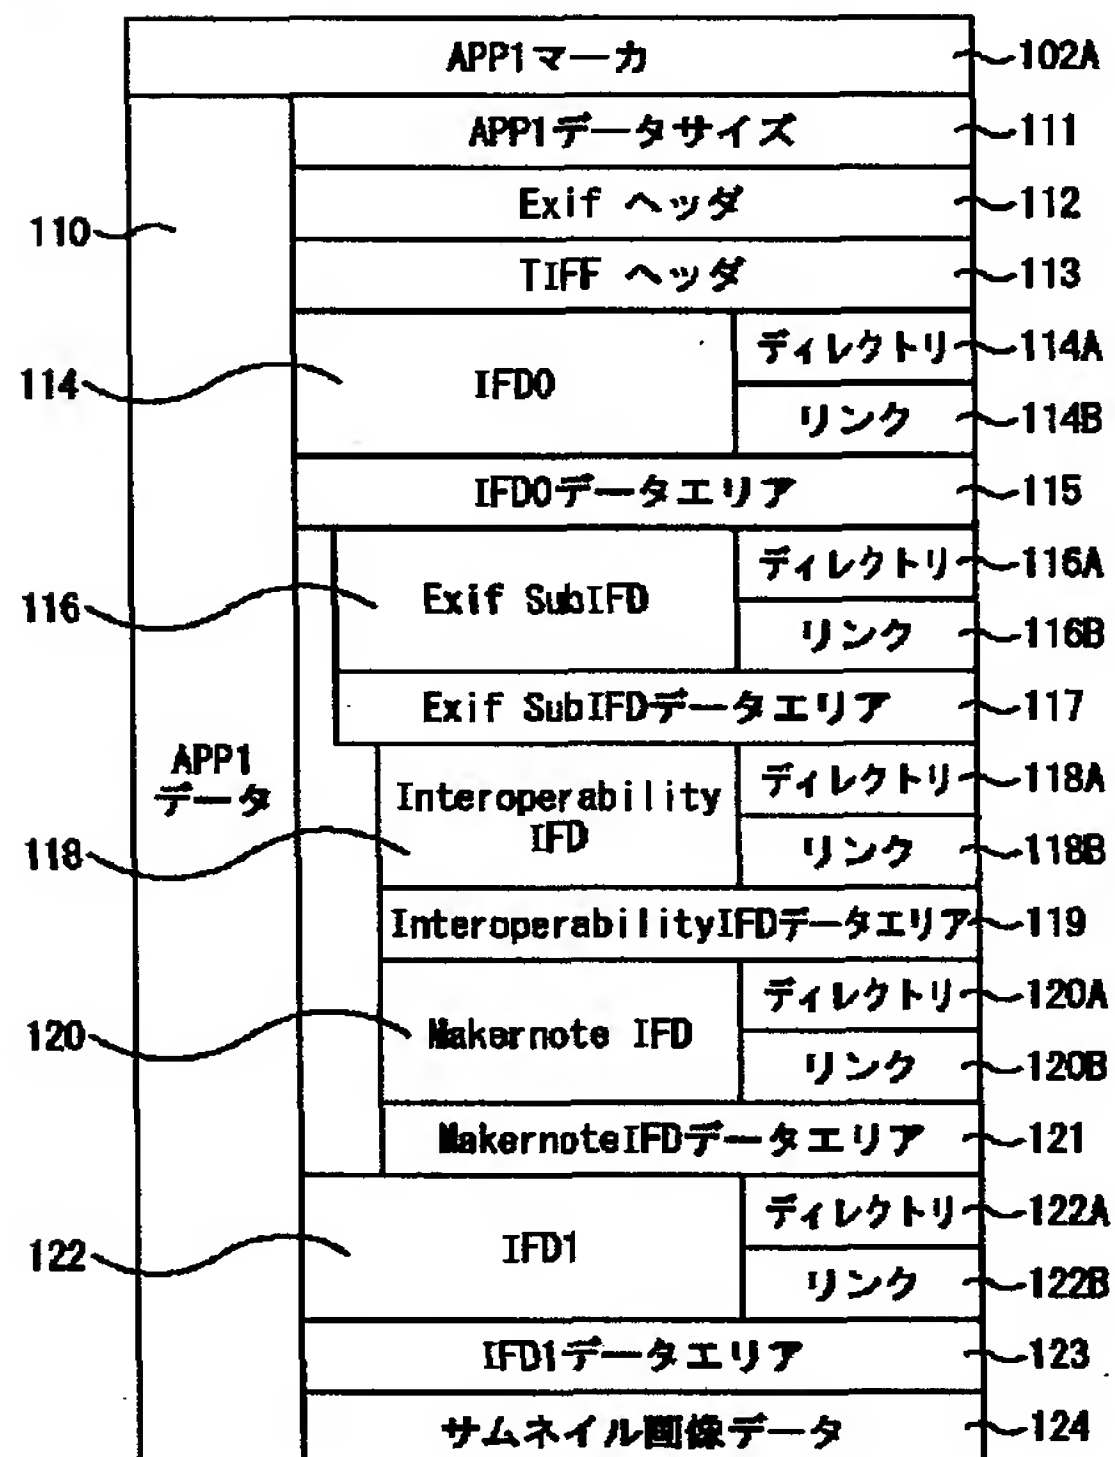 APP1マーカ 102A
APP1データサイズ 111
Exif ヘッダ 112
110
TIFF ヘッダ 113
ディレクトリ 114A
114 IFD0
リンク 114B
IFD0データエリア 115
ディレクトリ 116A
116 Exif SubIFD
リンク 116B
Exif SubIFDデータエリア 117
APP1
データ
ディレクトリ 118A
Interoperability
IFD
118
リンク 118B
InteroperabilityIFDデータエリア 119
ディレクトリ 120A
120 Makernote IFD
リンク 120B
MakernoteIFDデータエリア 121
ディレクトリ 122A
122 IFD1
リンク 122B
IFD1データエリア 123
サムネイル画像データ 124